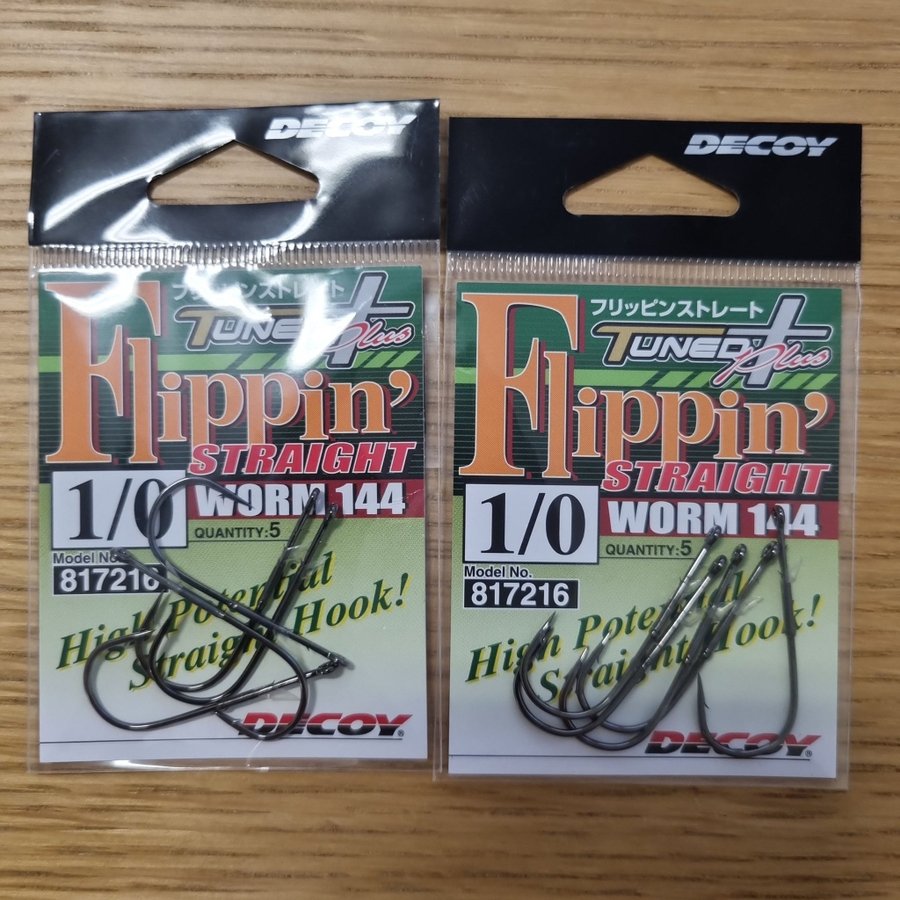 DECOY
フリッピンストレート
TUNED Plus
Flippin'
STRAIGHT
1/0
WORM 144
QUANTITY:5
Model No.
817216
High Potential
Straight Hook!
DECOY®
DECOY
フリッピンストレート
TUNED Plus
Flippin'
STRAIGHT
1/0
WORM 144
QUANTITY:5
Model No.
817216
High Potential
Straight Hook!
DECOY®